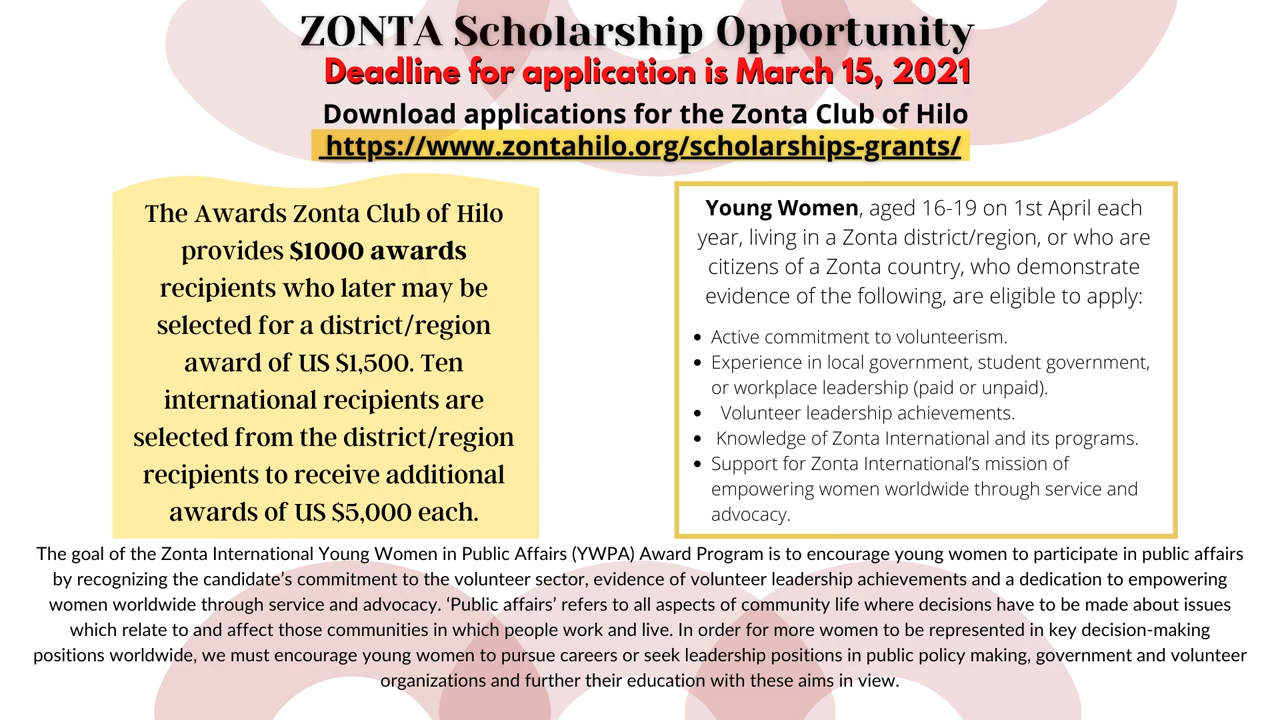 ZONTA Scholarship Opportunity
Deadline for application is March 15, 2021
Download applications for the Zonta Club of Hilo
https://www.zontahilo.org/scholarships-grants/
The Awards Zonta Club of Hilo
provides $1000 awards
recipients who later may be
selected for a district/region
award of US $1,500. Ten
international recipients are
selected from the district/region
recipients to receive additional
awards of US $5,000 each.
Young Women, aged 16-19 on 1st April each
year, living in a Zonta district/region, or who are
citizens of a Zonta country, who demonstrate
evidence of the following, are eligible to apply:
• Active commitment to volunteerism.
• Experience in local government, student government,
or workplace leadership (paid or unpaid).
• Volunteer leadership achievements.
• Knowledge of Zonta International and its programs.
• Support for Zonta International’s mission of
empowering women worldwide through service and
advocacy.
The goal of the Zonta International Young Women in Public Affairs (YWPA) Award Program is to encourage young women to participate in public affairs
by recognizing the candidate’s commitment to the volunteer sector, evidence of volunteer leadership achievements and a dedication to empowering
women worldwide through service and advocacy. ‘Public affairs’ refers to all aspects of community life where decisions have to be made about issues
which relate to and affect those communities in which people work and live. In order for more women to be represented in key decision-making
positions worldwide, we must encourage young women to pursue careers or seek leadership positions in public policy making, government and volunteer
organizations and further their education with these aims in view.